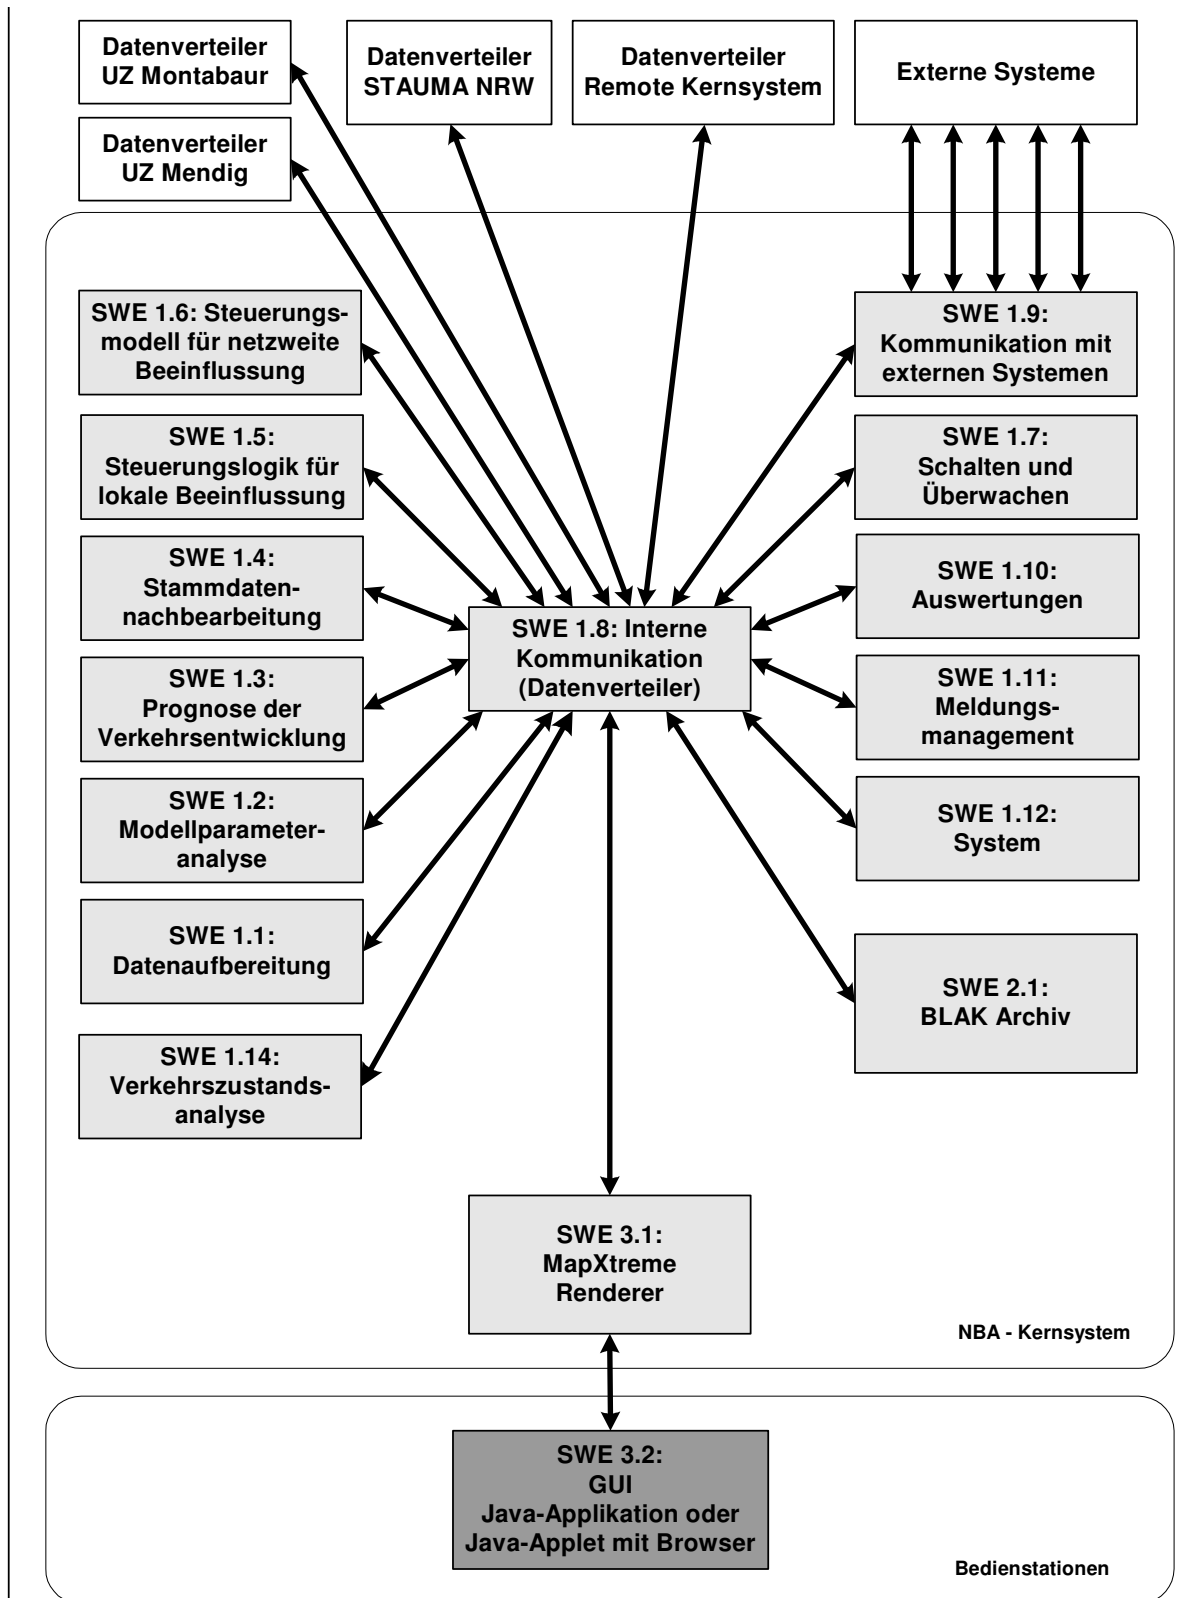 Datenverteiler
UZ Montabaur
Datenverteiler
STAUMA NRW
Datenverteiler
Remote Kernsystem
Externe Systeme
Datenverteiler
UZ Mendig
SWE 1.6: Steuerungs-
modell für netzweite
Beeinflussung
SWE 1.9:
Kommunikation mit
externen Systemen
SWE 1.5:
Steuerungslogik für
lokale Beeinflussung
SWE 1.7:
Schalten und
Überwachen
SWE 1.4:
Stammdaten-
nachbearbeitung
SWE 1.10:
Auswertungen
SWE 1.8: Interne
Kommunikation
(Datenverteiler)
SWE 1.3:
Prognose der
Verkehrsentwicklung
SWE 1.11:
Meldungs-
management
SWE 1.2:
Modellparameter-
analyse
SWE 1.12:
System
SWE 1.1:
Datenaufbereitung
SWE 2.1:
BLAK Archiv
SWE 1.14:
Verkehrszustands-
analyse
SWE 3.1:
MapXtreme
Renderer
NBA - Kernsystem
SWE 3.2:
GUI
Java-Applikation oder
Java-Applet mit Browser
Bedienstationen